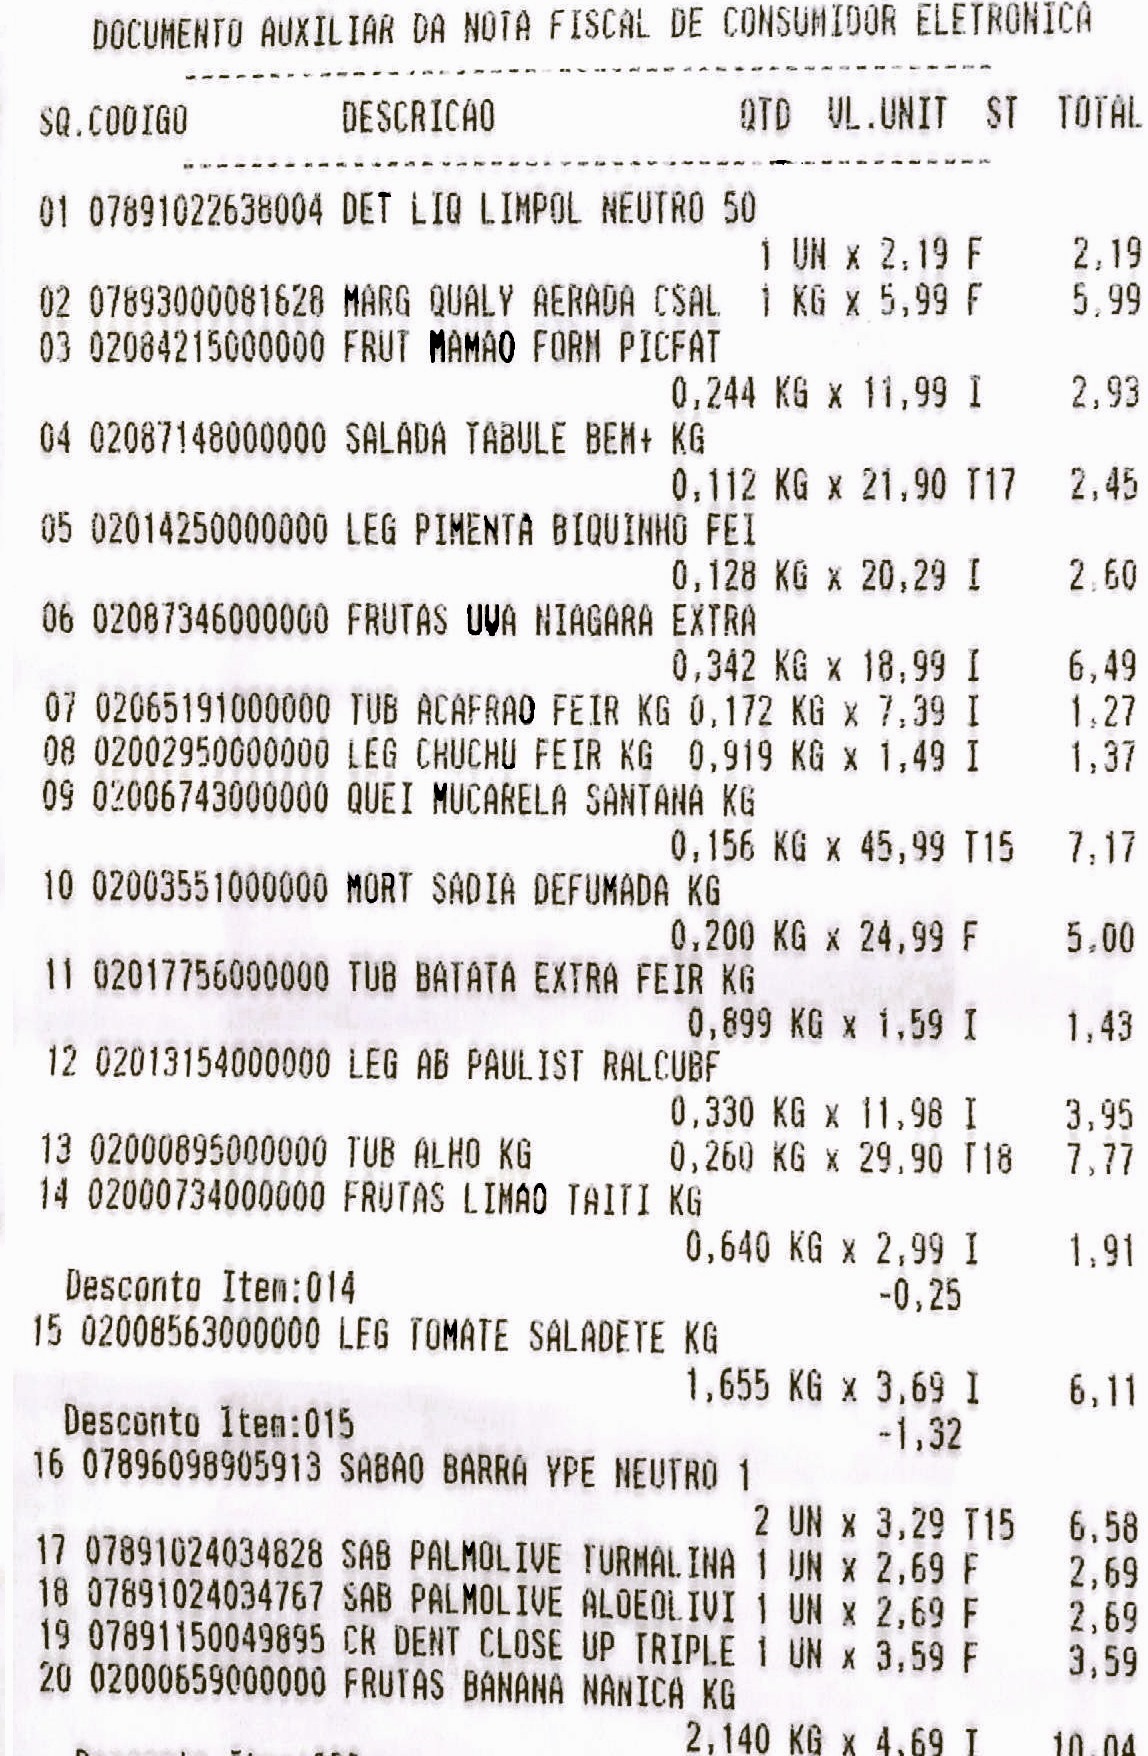 DOCUMENTO AUXILIAR DA NOTA FISCAL DE CONSUMIDOR ELETRONICA
------------------------------------------------
SQ.CODIGO DESCRICAO QTD VL.UNIT ST TOTAL
------------------------------------------------
01 07891022638004 DET LIQ LIMPOL NEUTRO 50
1 UN x 2,19 F 2,19
02 07893000081628 MARG QUALY AERADA CSAL 1 KG x 5,99 F 5,99
03 02084215000000 FRUT MAMAO FORM PICFAT
0,244 KG x 11,99 I 2,93
04 02087148000000 SALADA TABULE BEM+ KG
0,112 KG x 21,90 T17 2,45
05 02014250000000 LEG PIMENTA BIQUINHO FEI
0,128 KG x 20,29 I 2,60
06 02087346000000 FRUTAS UVA NIAGARA EXTRA
0,342 KG x 18,99 I 6,49
07 02065191000000 TUB ACAFRAO FEIR KG 0,172 KG x 7,39 I 1,27
08 02002950000000 LEG CHUCHU FEIR KG 0,919 KG x 1,49 I 1,37
09 02006743000000 QUEI MUCARELA SANTANA KG
0,156 KG x 45,99 T15 7,17
10 02003551000000 MORT SADIA DEFUMADA KG
0,200 KG x 24,99 F 5,00
11 02017756000000 TUB BATATA EXTRA FEIR KG
0,899 KG x 1,59 I 1,43
12 02013154000000 LEG AB PAULIST RALCUBF
0,330 KG x 11,98 I 3,95
13 02000895000000 TUB ALHO KG 0,260 KG x 29,90 T18 7,77
14 02000734000000 FRUTAS LIMAO TAITI KG
0,640 KG x 2,99 I 1,91
Desconto Item:014 -0,25
15 02008563000000 LEG TOMATE SALADETE KG
1,655 KG x 3,69 I 6,11
Desconto Item:015 -1,32
16 07896098905913 SABAO BARRA YPE NEUTRO 1
2 UN x 3,29 T15 6,58
17 07891024034828 SAB PALMOLIVE TURMALINA 1 UN x 2,69 F 2,69
18 07891024034767 SAB PALMOLIVE ALOEOLIVI 1 UN x 2,69 F 2,69
19 07891150049895 CR DENT CLOSE UP TRIPLE 1 UN x 3,59 F 3,59
20 02000659000000 FRUTAS BANANA NANICA KG
2,140 KG x 4,69 I 10,04